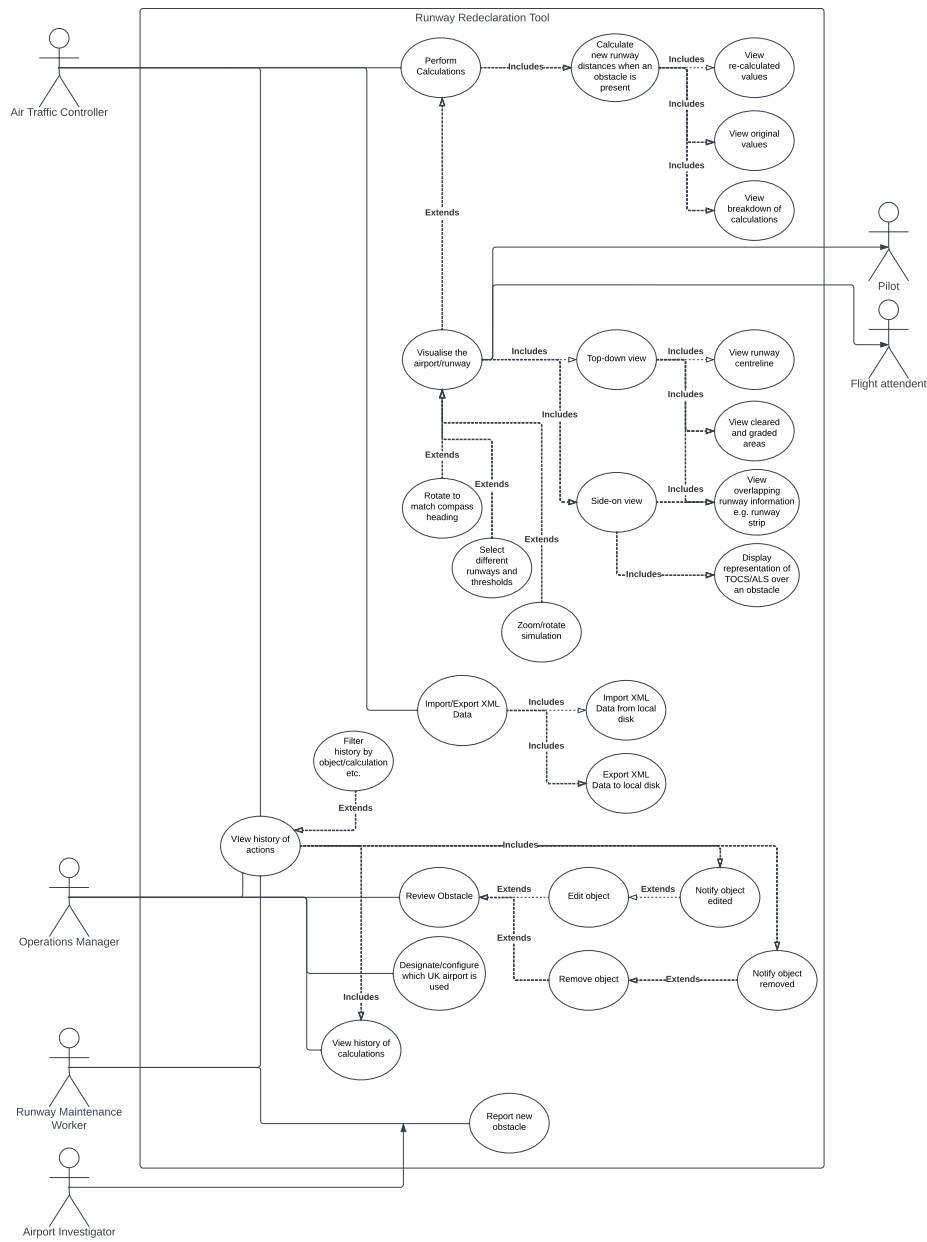 Runway Redeclaration Tool
Air Traffic Controller
Perform
Calculations
Includes
Calculate
new runway
distances when an
obstacle is
present
Includes
View
re-calculated
values
Includes
View original
values
Includes
View
breakdown of
calculations
Extends
Pilot
Flight attendent
Visualise the
airport/runway
Includes
Top-down view
Includes
View runway
centreline
Includes
Includes
View cleared
and graded
areas
Extends
Extends
Includes
Rotate to
match compass
heading
Side-on view
View
overlapping
runway information
e.g. runway
strip
Extends
Select
different
runways and
thresholds
Includes
Display
representation of
TOCS/ALS over
an obstacle
Zoom/rotate
simulation
Import/Export XML
Data
Includes
Import XML
Data from local
disk
Includes
Export XML
Data to local disk
Filter
history by
object/calculation
etc.
Extends
VIew history of
actions
Includes
Operations Manager
Review Obstacle
Extends
Edit object
Extends
Notify object
edited
Extends
Designate/configure
which UK airport is
used
Remove object
Extends
Notify object
removed
Includes
View history of
calculations
Runway Maintenance
Worker
Report new
obstacle
Airport Investigator